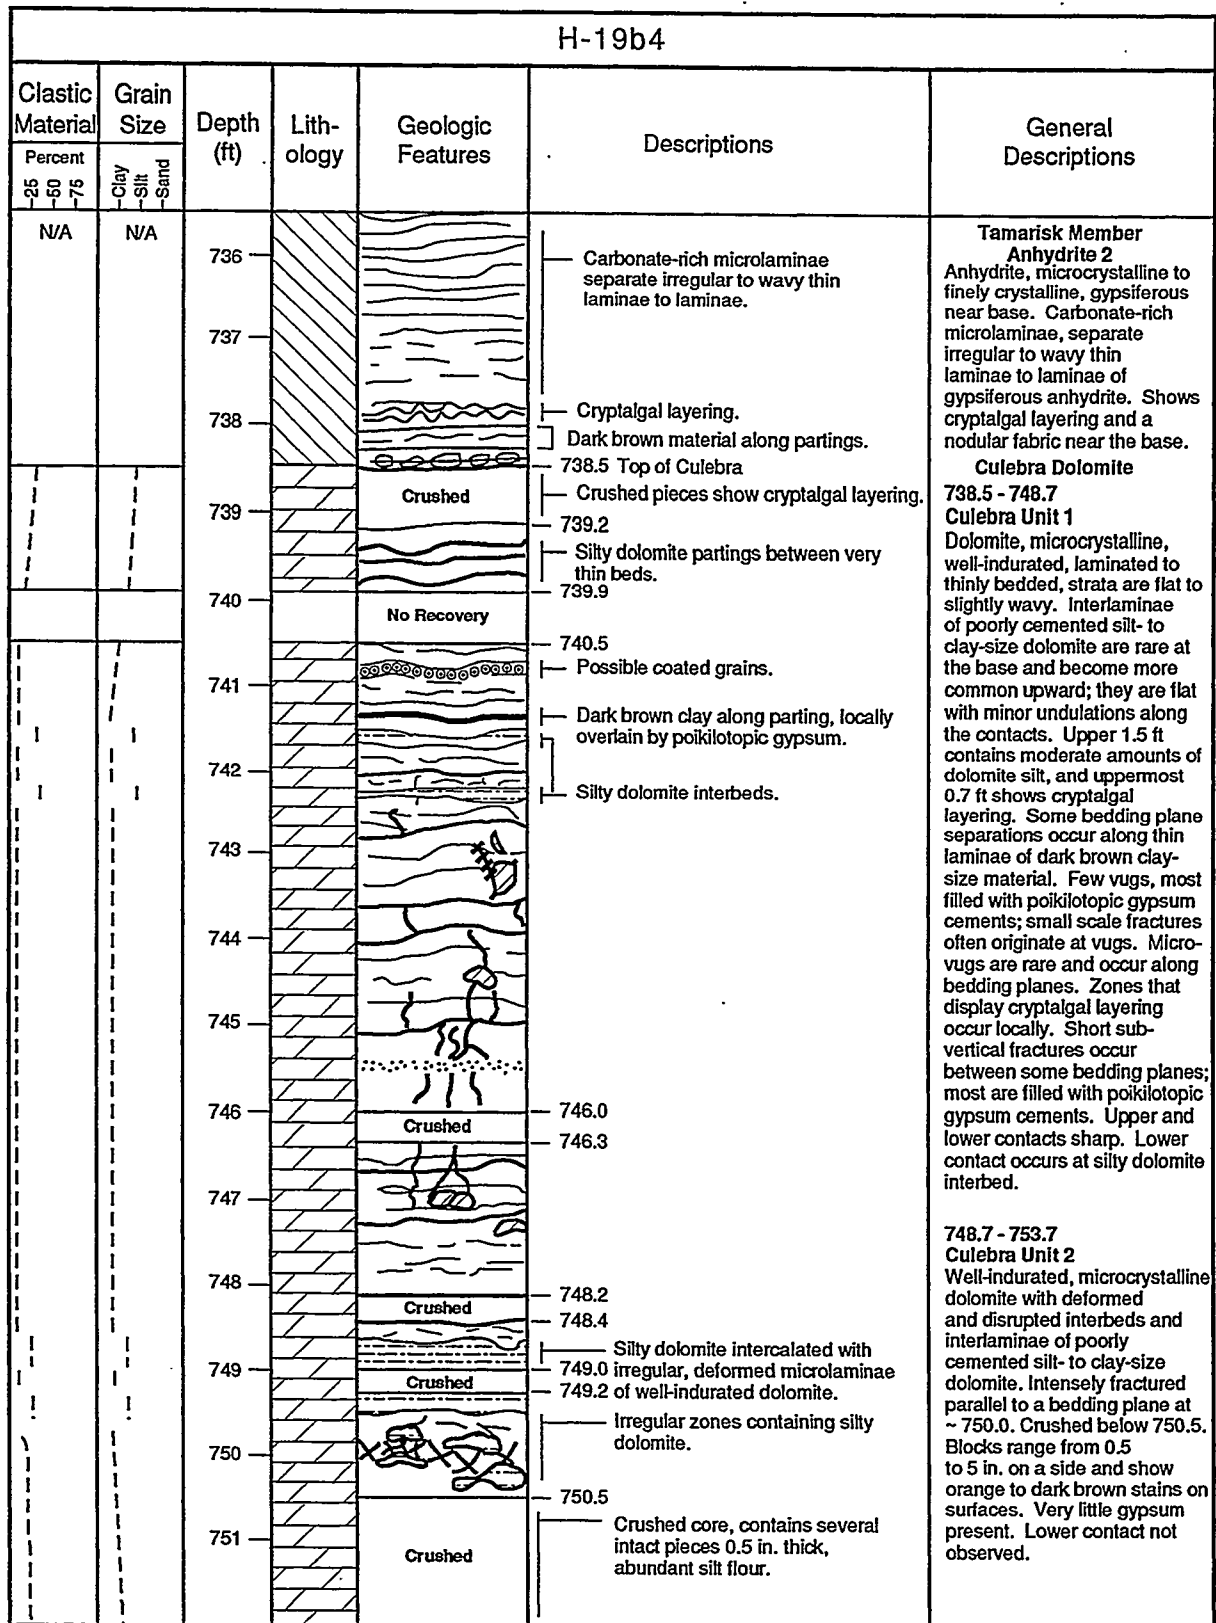 H-19b4
Clastic
Material
Grain
Size
Depth
(ft)
Lith-
ology
Geologic
Features
Descriptions
General
Descriptions
Percent
25
50
75
Clay
Silt
Sand
N/A
N/A
736
737
738
739
740
741
742
743
744
745
746
747
748
749
750
751
Crushed
No Recovery
Crushed
Crushed
Crushed
Crushed
Carbonate-rich microlaminae
separate irregular to wavy thin
laminae to laminae.
Cryptalgal layering.
Dark brown material along partings.
738.5 Top of Culebra
Crushed pieces show cryptalgal layering.
739.2
Silty dolomite partings between very
thin beds.
739.9
740.5
Possible coated grains.
Dark brown clay along parting, locally
overlain by poikilotopic gypsum.
Silty dolomite interbeds.
746.0
746.3
748.2
748.4
Silty dolomite intercalated with
749.0 irregular, deformed microlaminae
749.2 of well-indurated dolomite.
Irregular zones containing silty
dolomite.
750.5
Crushed core, contains several
intact pieces 0.5 in. thick,
abundant silt flour.
Tamarisk Member
Anhydrite 2
Anhydrite, microcrystalline to
finely crystalline, gypsiferous
near base. Carbonate-rich
microlaminae, separate
irregular to wavy thin
laminae to laminae of
gypsiferous anhydrite. Shows
cryptalgal layering and a
nodular fabric near the base.
Culebra Dolomite
738.5 - 748.7
Culebra Unit 1
Dolomite, microcrystalline,
well-indurated, laminated to
thinly bedded, strata are flat to
slightly wavy. Interlaminae
of poorly cemented silt- to
clay-size dolomite are rare at
the base and become more
common upward; they are flat
with minor undulations along
the contacts. Upper 1.5 ft
contains moderate amounts of
dolomite silt, and uppermost
0.7 ft shows cryptalgal
layering. Some bedding plane
separations occur along thin
laminae of dark brown clay-
size material. Few vugs, most
filled with poikilotopic gypsum
cements; small scale fractures
often originate at vugs. Micro-
vugs are rare and occur along
bedding planes. Zones that
display cryptalgal layering
occur locally. Short sub-
vertical fractures occur
between some bedding planes;
most are filled with poikilotopic
gypsum cements. Upper and
lower contacts sharp. Lower
contact occurs at silty dolomite
interbed.
748.7 - 753.7
Culebra Unit 2
Well-indurated, microcrystalline
dolomite with deformed
and disrupted interbeds and
interlaminae of poorly
cemented silt- to clay-size
dolomite. Intensely fractured
parallel to a bedding plane at
~ 750.0. Crushed below 750.5.
Blocks range from 0.5
to 5 in. on a side and show
orange to dark brown stains on
surfaces. Very little gypsum
present. Lower contact not
observed.